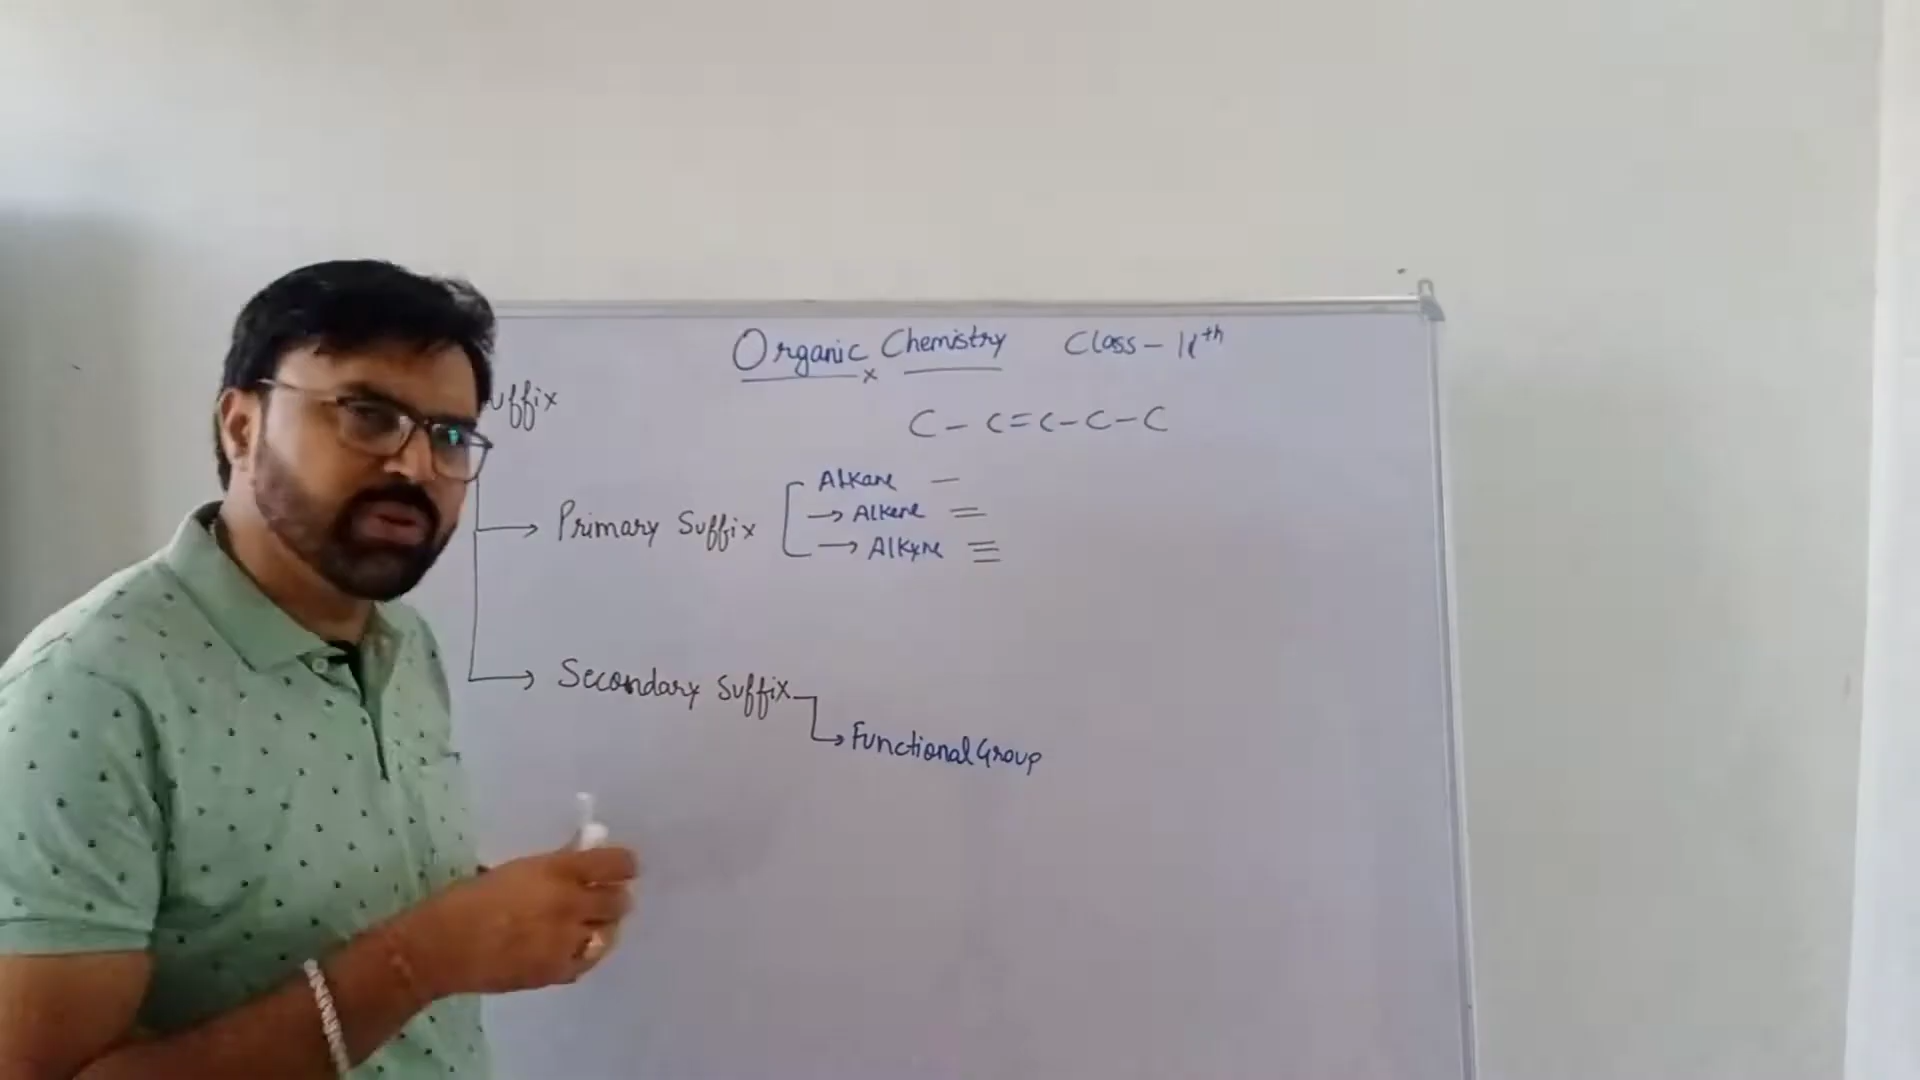 Organic Chemistry Class - 11th
uffix
C - C=C-C-C
Primary Suffix
Alkane —
→ Alkene =
→ Alkyne ≡
Secondary Suffix
Functional Group